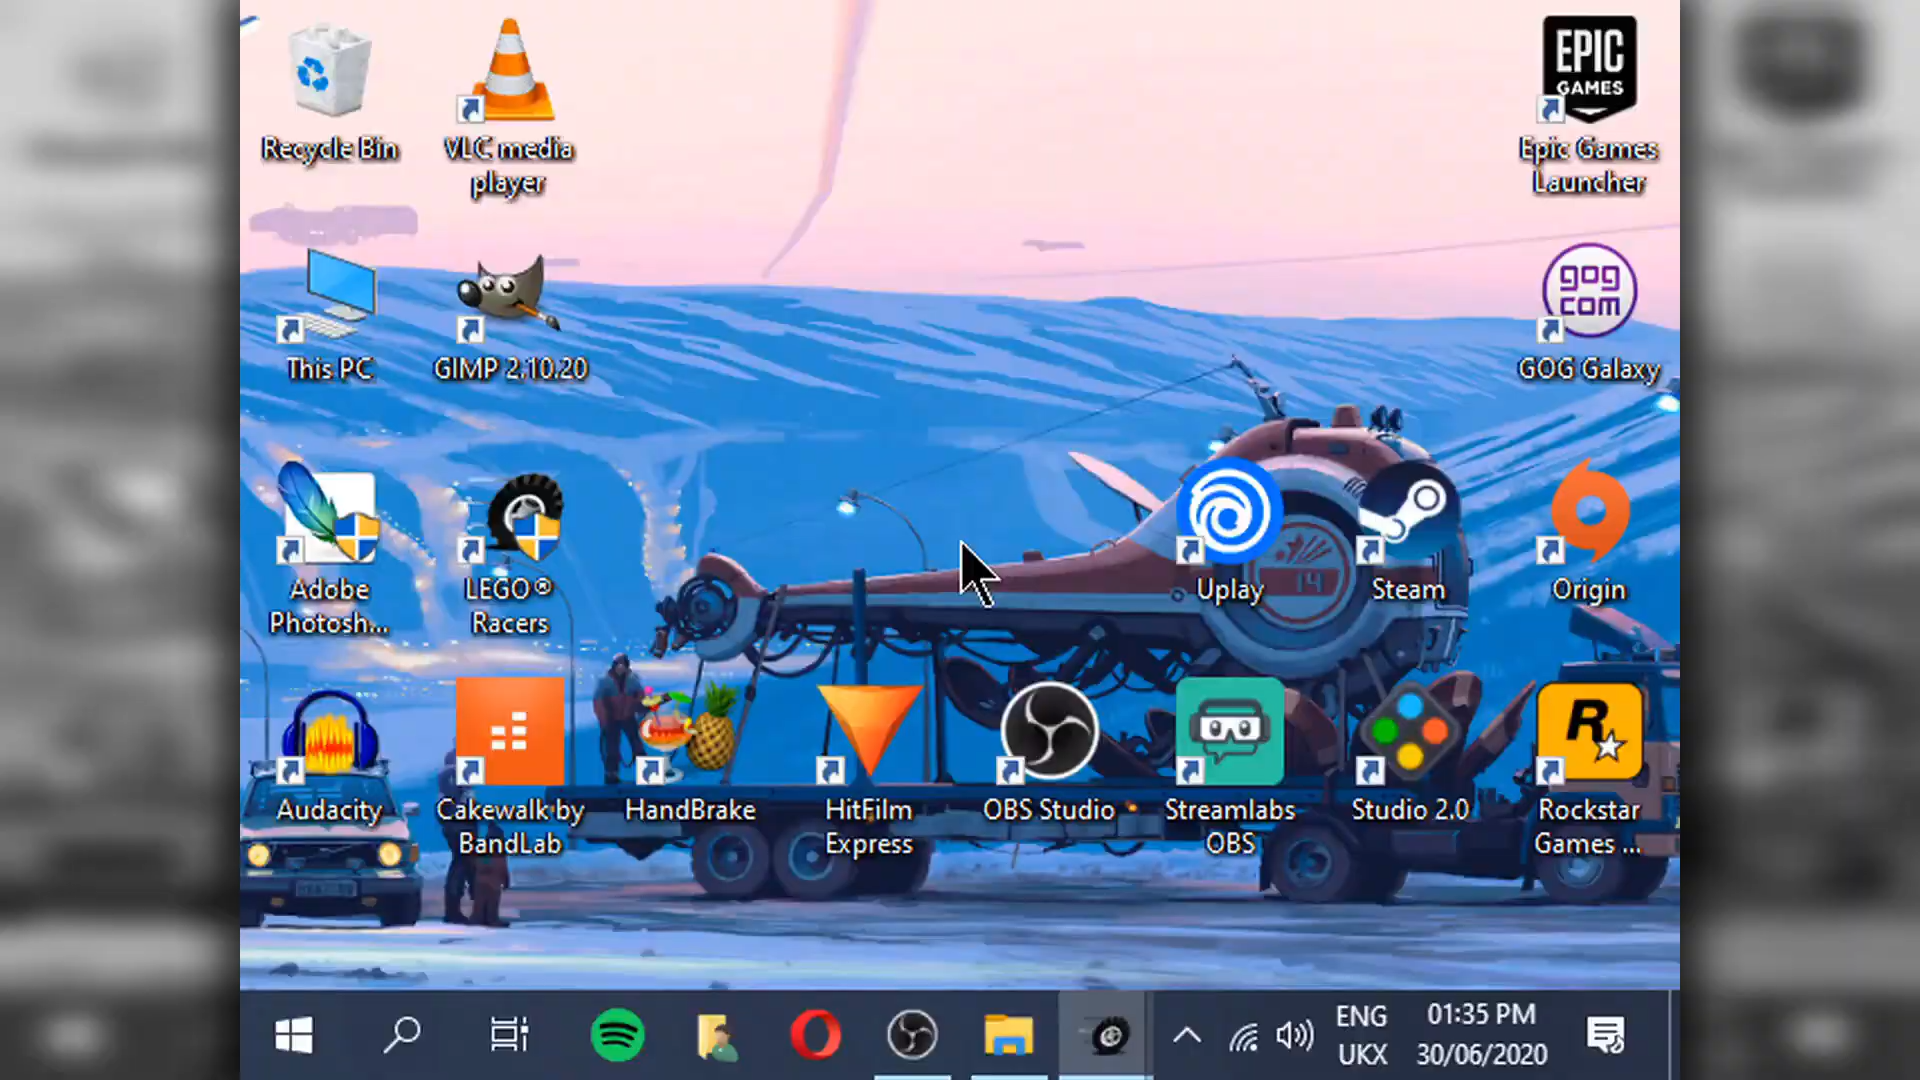 Recycle Bin
VLC media
player
EPIC
GAMES
Epic Games
Launcher
This PC
GIMP 2.10.20
gog
com
GOG Galaxy
Adobe
Photosh...
LEGO®
Racers
14
Uplay
Steam
Origin
Audacity
Cakewalk by
BandLab
HandBrake
HitFilm
Express
OBS Studio
Streamlabs
OBS
Studio 2.0
R
Rockstar
Games ...
ENG
UKX
01:35 PM
30/06/2020